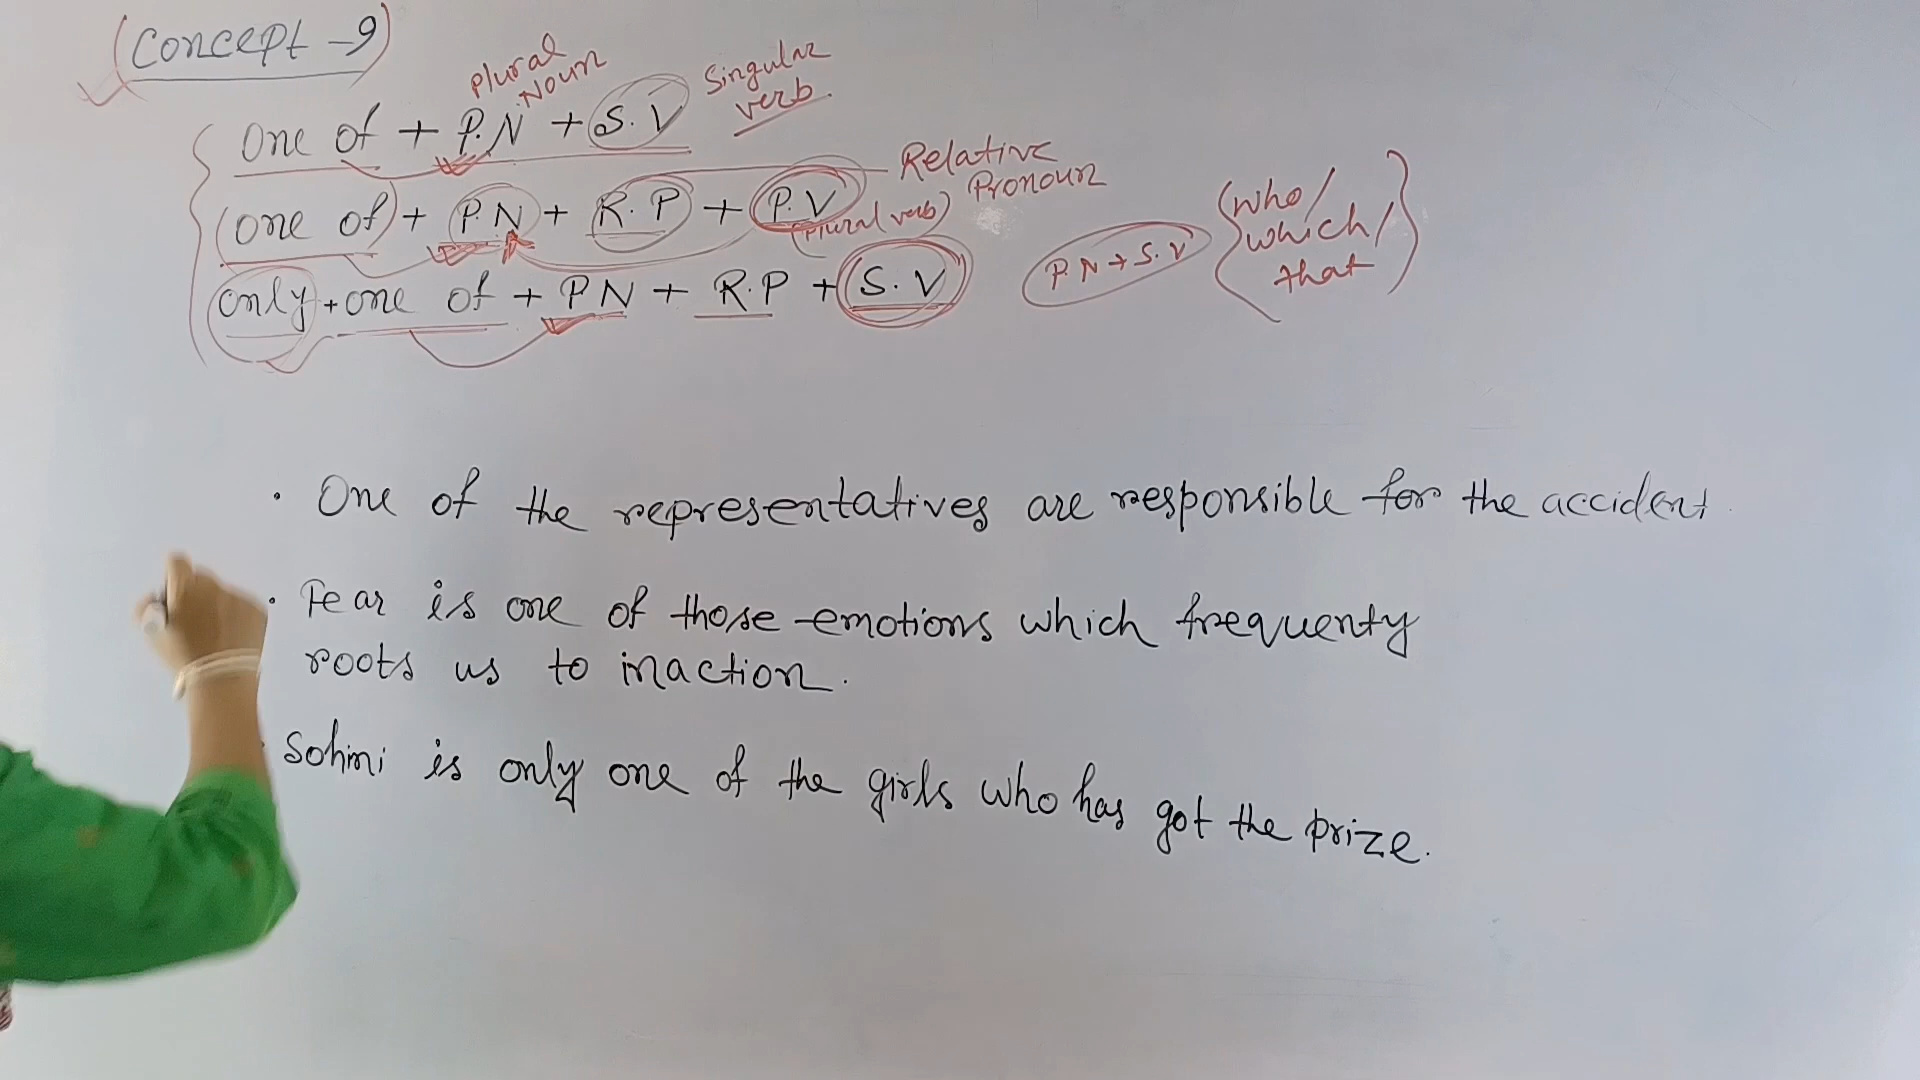 (Concept -9)
Plural
Noun
Singular
verb.
One of + P.N + S.V
Relative
Pronoun
(one of) + P.N + R.P + P.V
(Plural verb)
(who/
which/
that
P.N + S.V
only + one of + P.N + R.P + S.V
. One of the representatives are responsible for the accident.
. Fear is one of those emotions which frequenty
roots us to inaction.
. Sohini is only one of the girls who has got the prize.